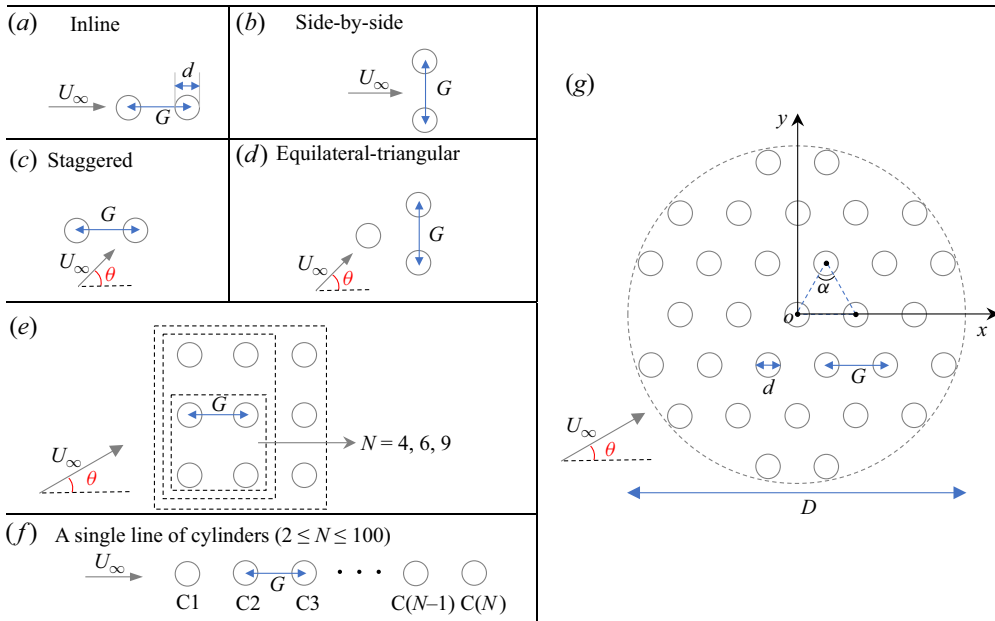 (a) Inline
d
U∞
G
(b) Side-by-side
U∞
G
(c) Staggered
G
U∞
θ
(d) Equilateral-triangular
G
U∞
θ
(e)
G
N = 4, 6, 9
U∞
θ
(f) A single line of cylinders (2 ≤ N ≤ 100)
U∞
G
· · ·
C1 C2 C3 C(N–1) C(N)
(g)
y
α
o
x
d
G
U∞
θ
D